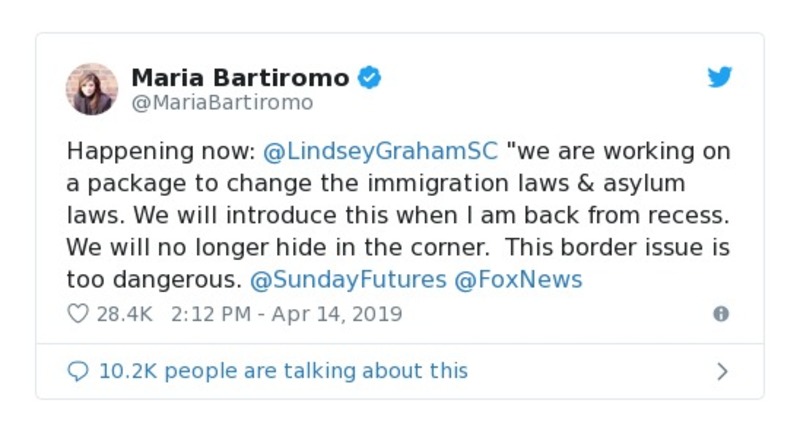 Maria Bartiromo
@MariaBartiromo
Happening now: @LindseyGrahamSC "we are working on
a package to change the immigration laws & asylum
laws. We will introduce this when I am back from recess.
We will no longer hide in the corner.  This border issue is
too dangerous. @SundayFutures @FoxNews
28.4K 2:12 PM - Apr 14, 2019
10.2K people are talking about this